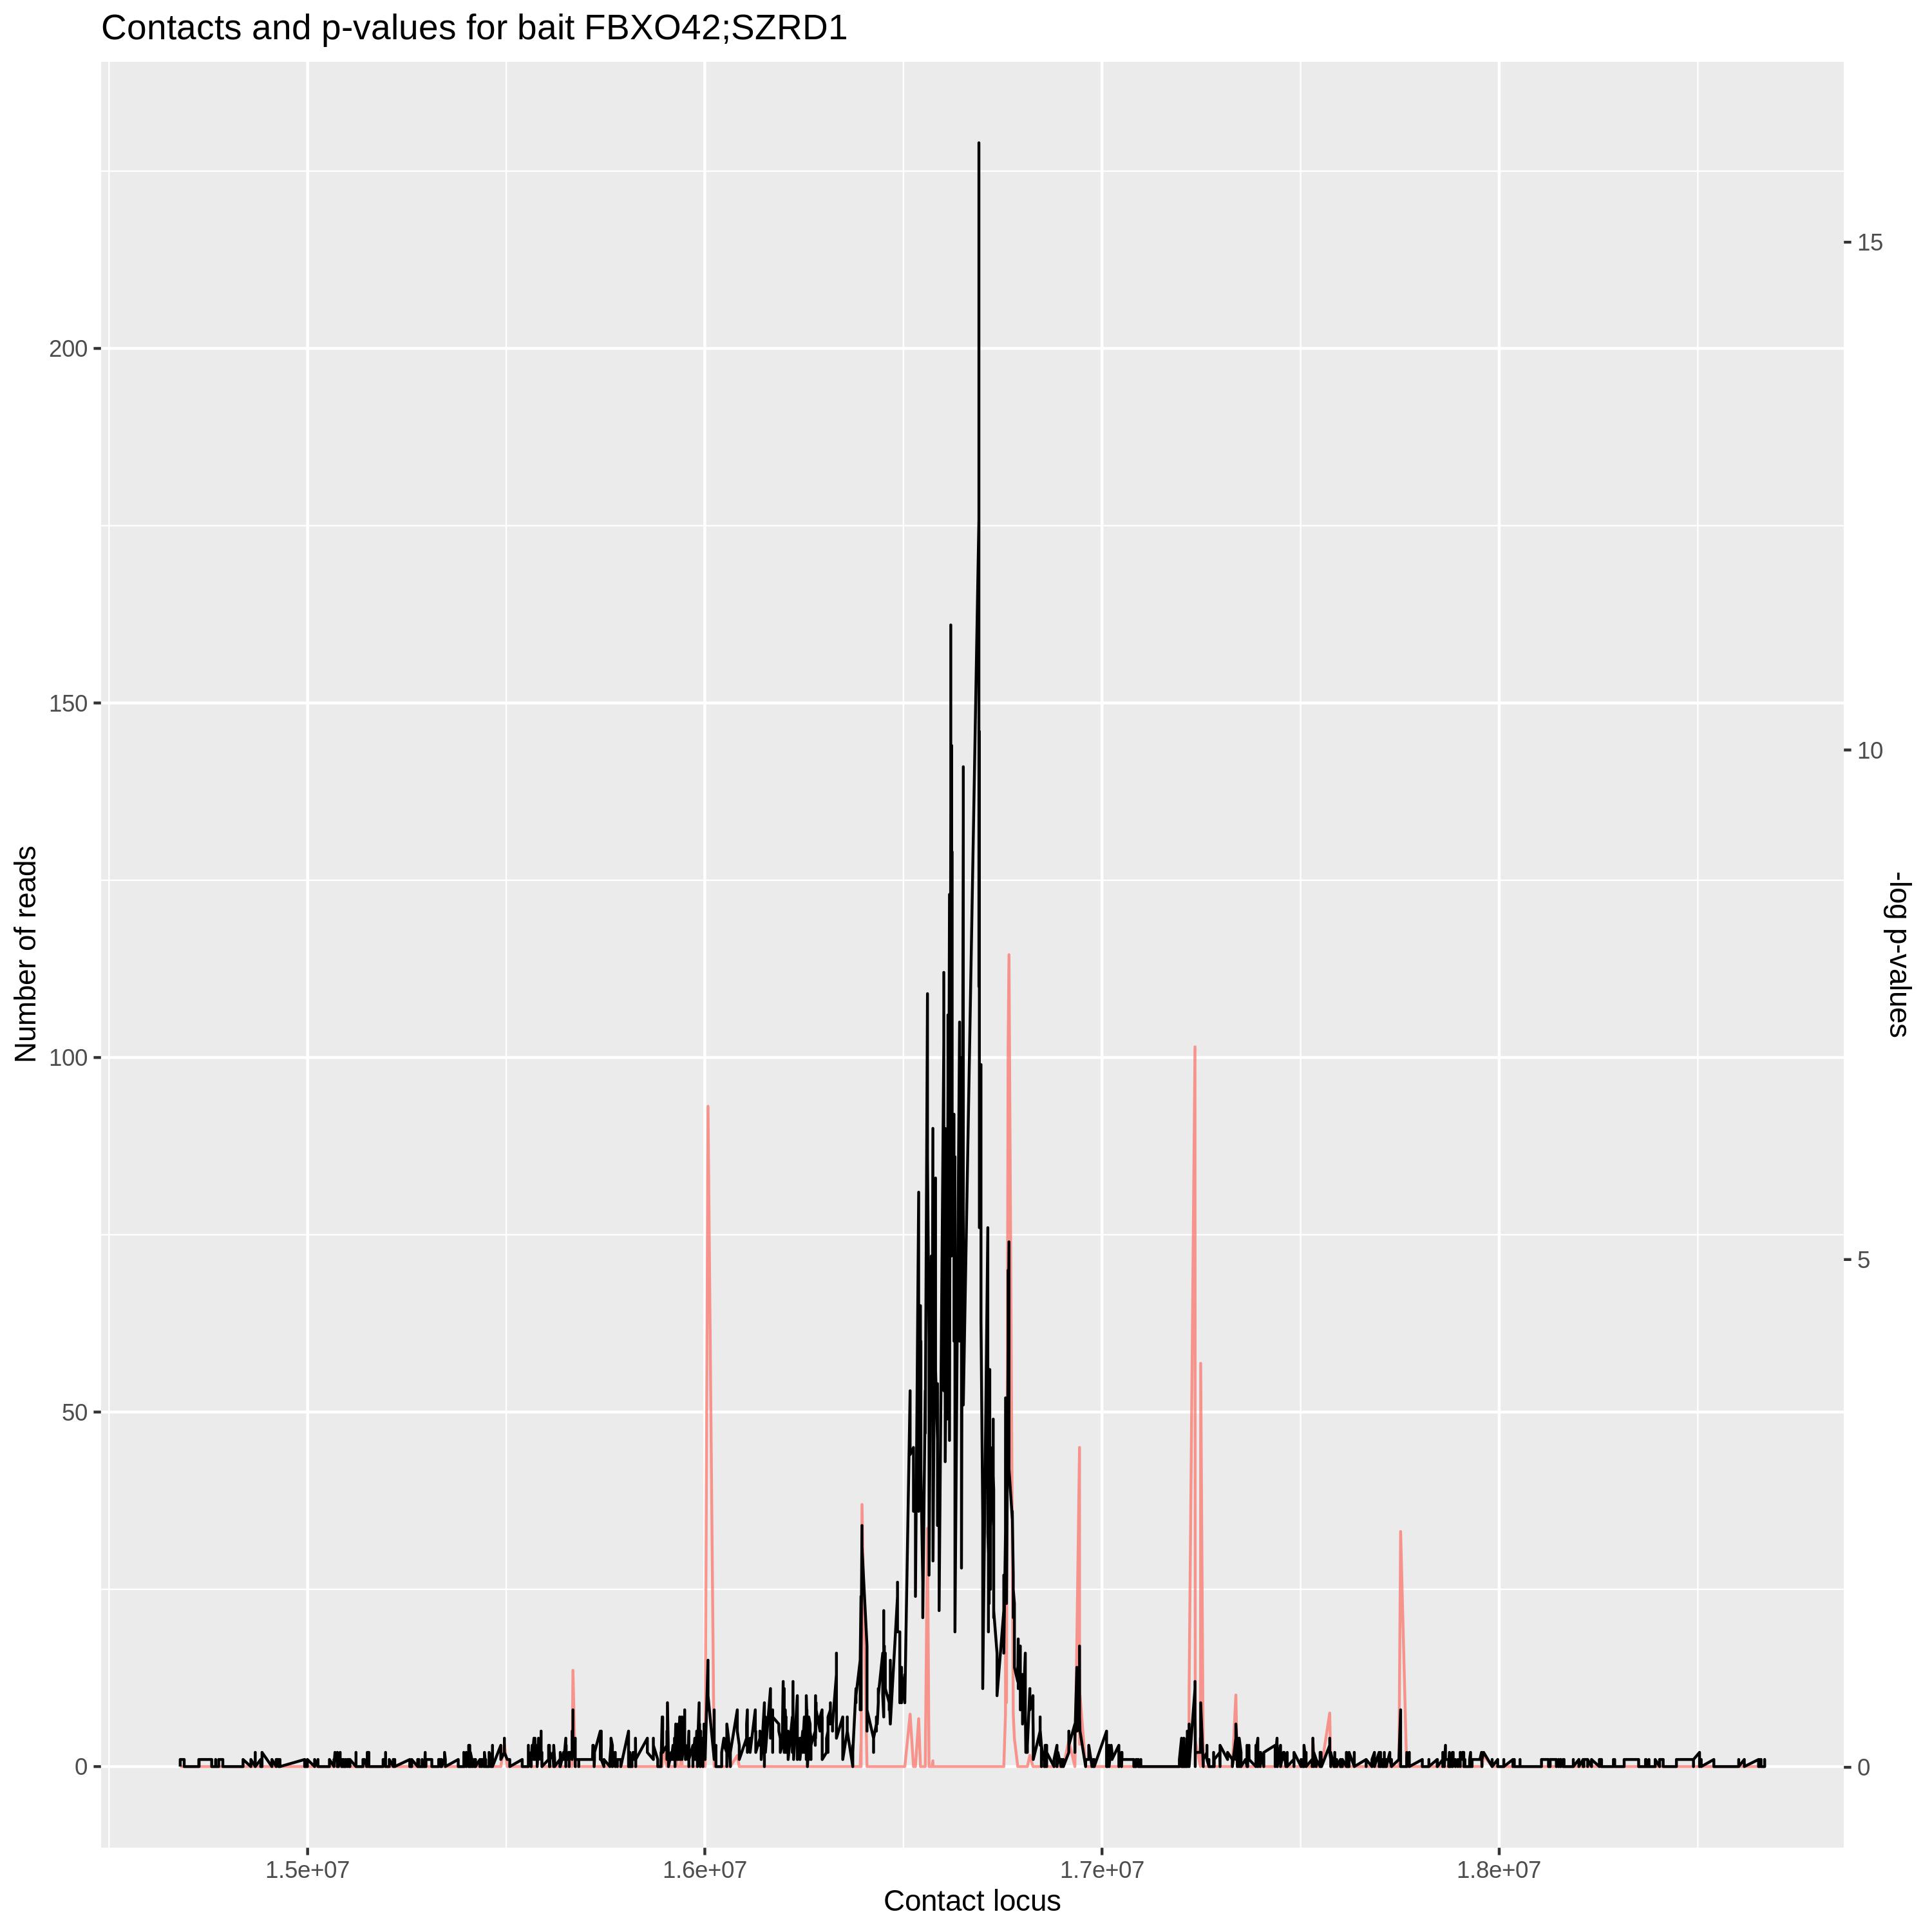 Contacts and p-values for bait FBXO42;SZRD1
Number of reads
200
150
100
50
0
15
10
5
0
-log p-values
1.5e+07
1.6e+07
1.7e+07
1.8e+07
Contact locus